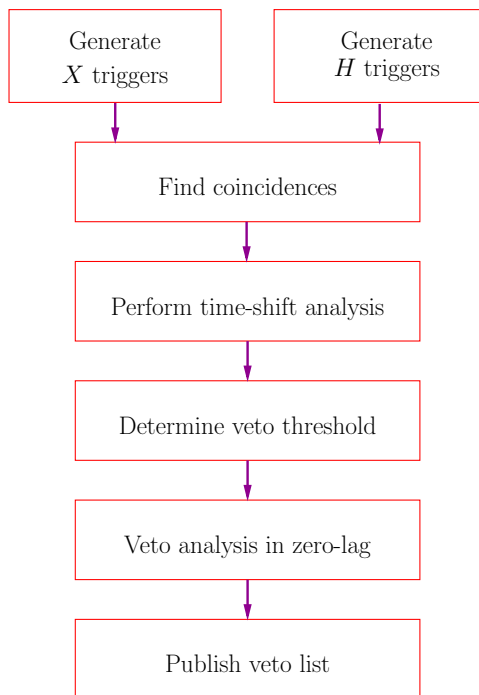 Generate
X triggers
Generate
H triggers
Find coincidences
Perform time-shift analysis
Determine veto threshold
Veto analysis in zero-lag
Publish veto list